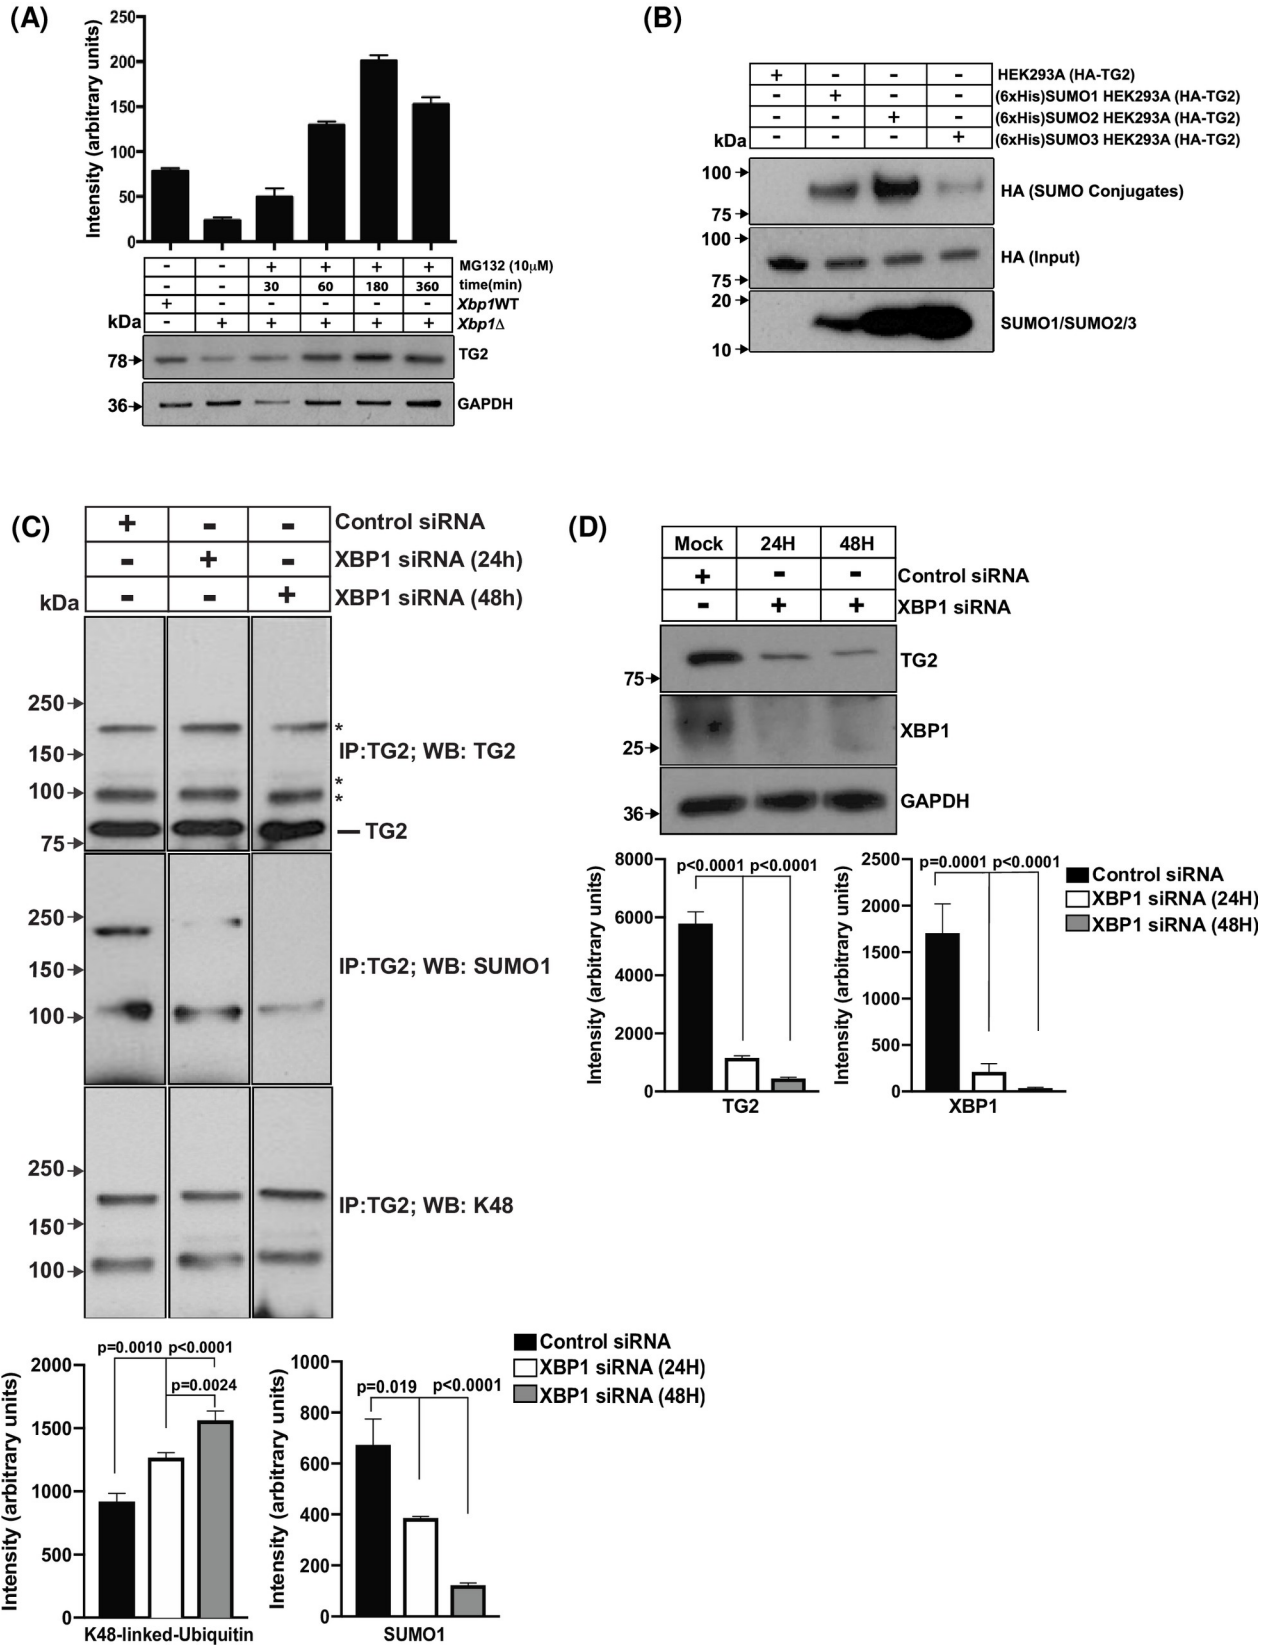 (A)
Intensity (arbitrary units)
250
200
150
100
50
0
- - + + + + MG132 (10µM)
- - 30 60 180 360 time(min)
+ - - - - - Xbp1WT
kDa - + + + + + Xbp1Δ
78 TG2
36 GAPDH
(B)
+ - - - HEK293A (HA-TG2)
- + - - (6xHis)SUMO1 HEK293A (HA-TG2)
- - + - (6xHis)SUMO2 HEK293A (HA-TG2)
kDa - - - + (6xHis)SUMO3 HEK293A (HA-TG2)
100
HA (SUMO Conjugates)
75
100
HA (Input)
75
20
SUMO1/SUMO2/3
10
(C)
+ - - Control siRNA
- + - XBP1 siRNA (24h)
kDa - - + XBP1 siRNA (48h)
250
*
IP:TG2; WB: TG2
150
*
100
*
TG2
75
250
IP:TG2; WB: SUMO1
150
100
250
IP:TG2; WB: K48
150
100
p=0.0010 p<0.0001
p=0.0024
Intensity (arbitrary units)
2000
1500
1000
500
0
K48-linked-Ubiquitin
p=0.019 p<0.0001
Intensity (arbitrary units)
1000
800
600
400
200
0
SUMO1
Control siRNA
XBP1 siRNA (24H)
XBP1 siRNA (48H)
(D)
Mock 24H 48H
+ - - Control siRNA
- + + XBP1 siRNA
TG2
75
XBP1
25
GAPDH
36
p<0.0001 p<0.0001
Intensity (arbitrary units)
8000
6000
4000
2000
0
TG2
p=0.0001 p<0.0001
Intensity (arbitrary units)
2500
2000
1500
1000
500
0
XBP1
Control siRNA
XBP1 siRNA (24H)
XBP1 siRNA (48H)